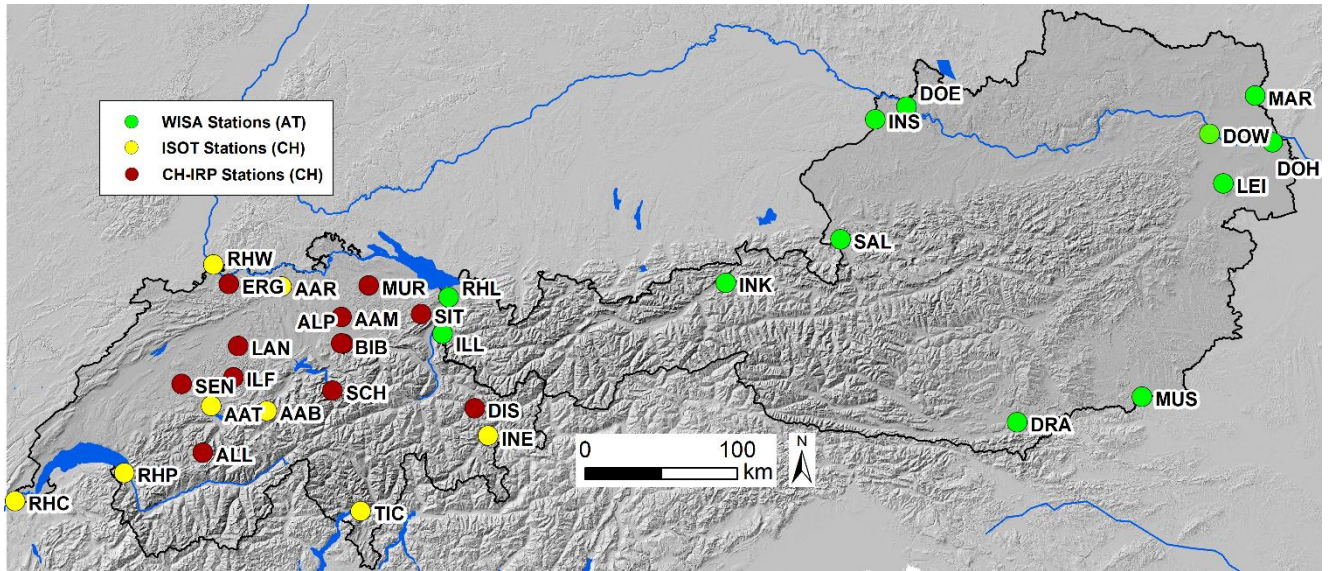 WISA Stations (AT)
ISOT Stations (CH)
CH-IRP Stations (CH)
DOE
INS
MAR
DOW
DOH
LEI
SAL
INK
RHW
ERG
AAR
MUR
RHL
ALP
AAM
SIT
ILL
LAN
BIB
SEN
ILF
SCH
AAT
AAB
DIS
INE
ALL
RHP
RHC
TIC
DRA
MUS
0 100
km
N